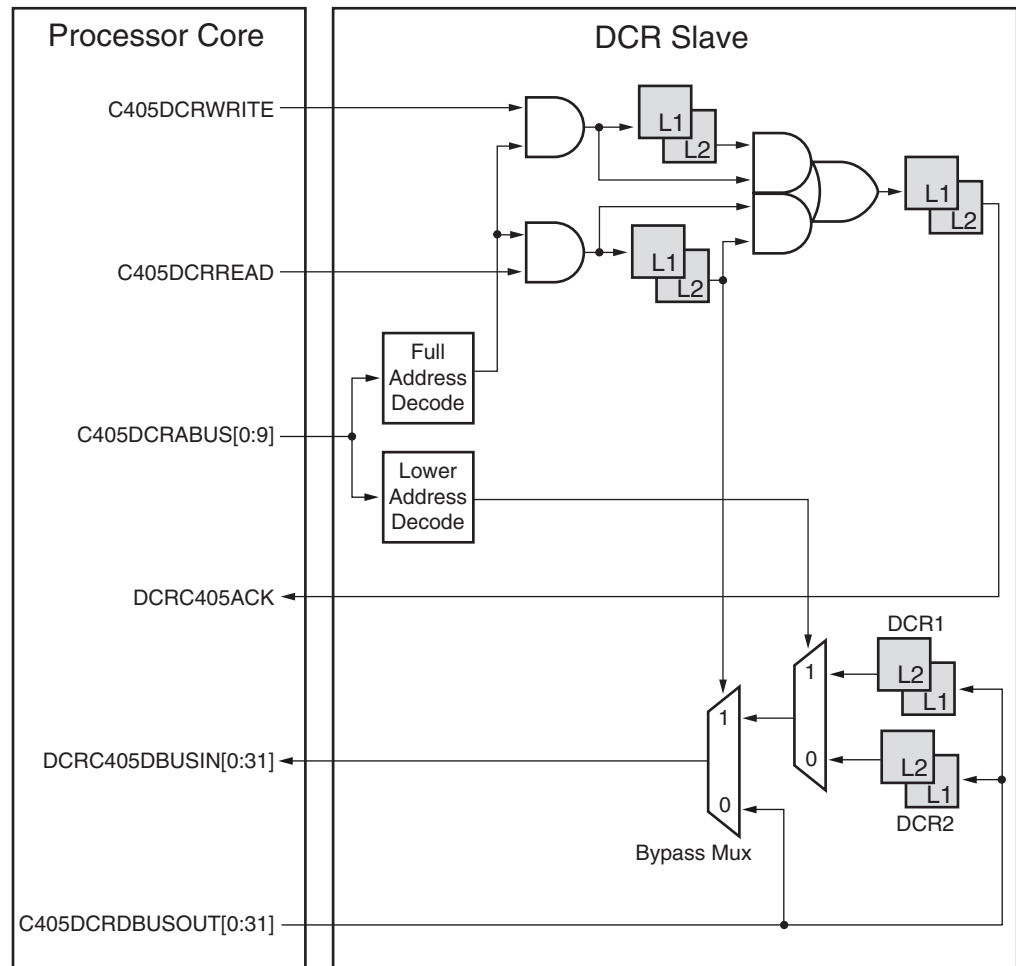 Processor Core
DCR Slave
C405DCRWRITE
L1
L2
L1
L2
C405DCRREAD
L1
L2
Full
Address
Decode
C405DCRABUS[0:9]
Lower
Address
Decode
DCRC405ACK
DCR1
L2
L1
1
0
L2
L1
DCR2
1
0
DCRC405DBUSIN[0:31]
Bypass Mux
C405DCRDBUSOUT[0:31]